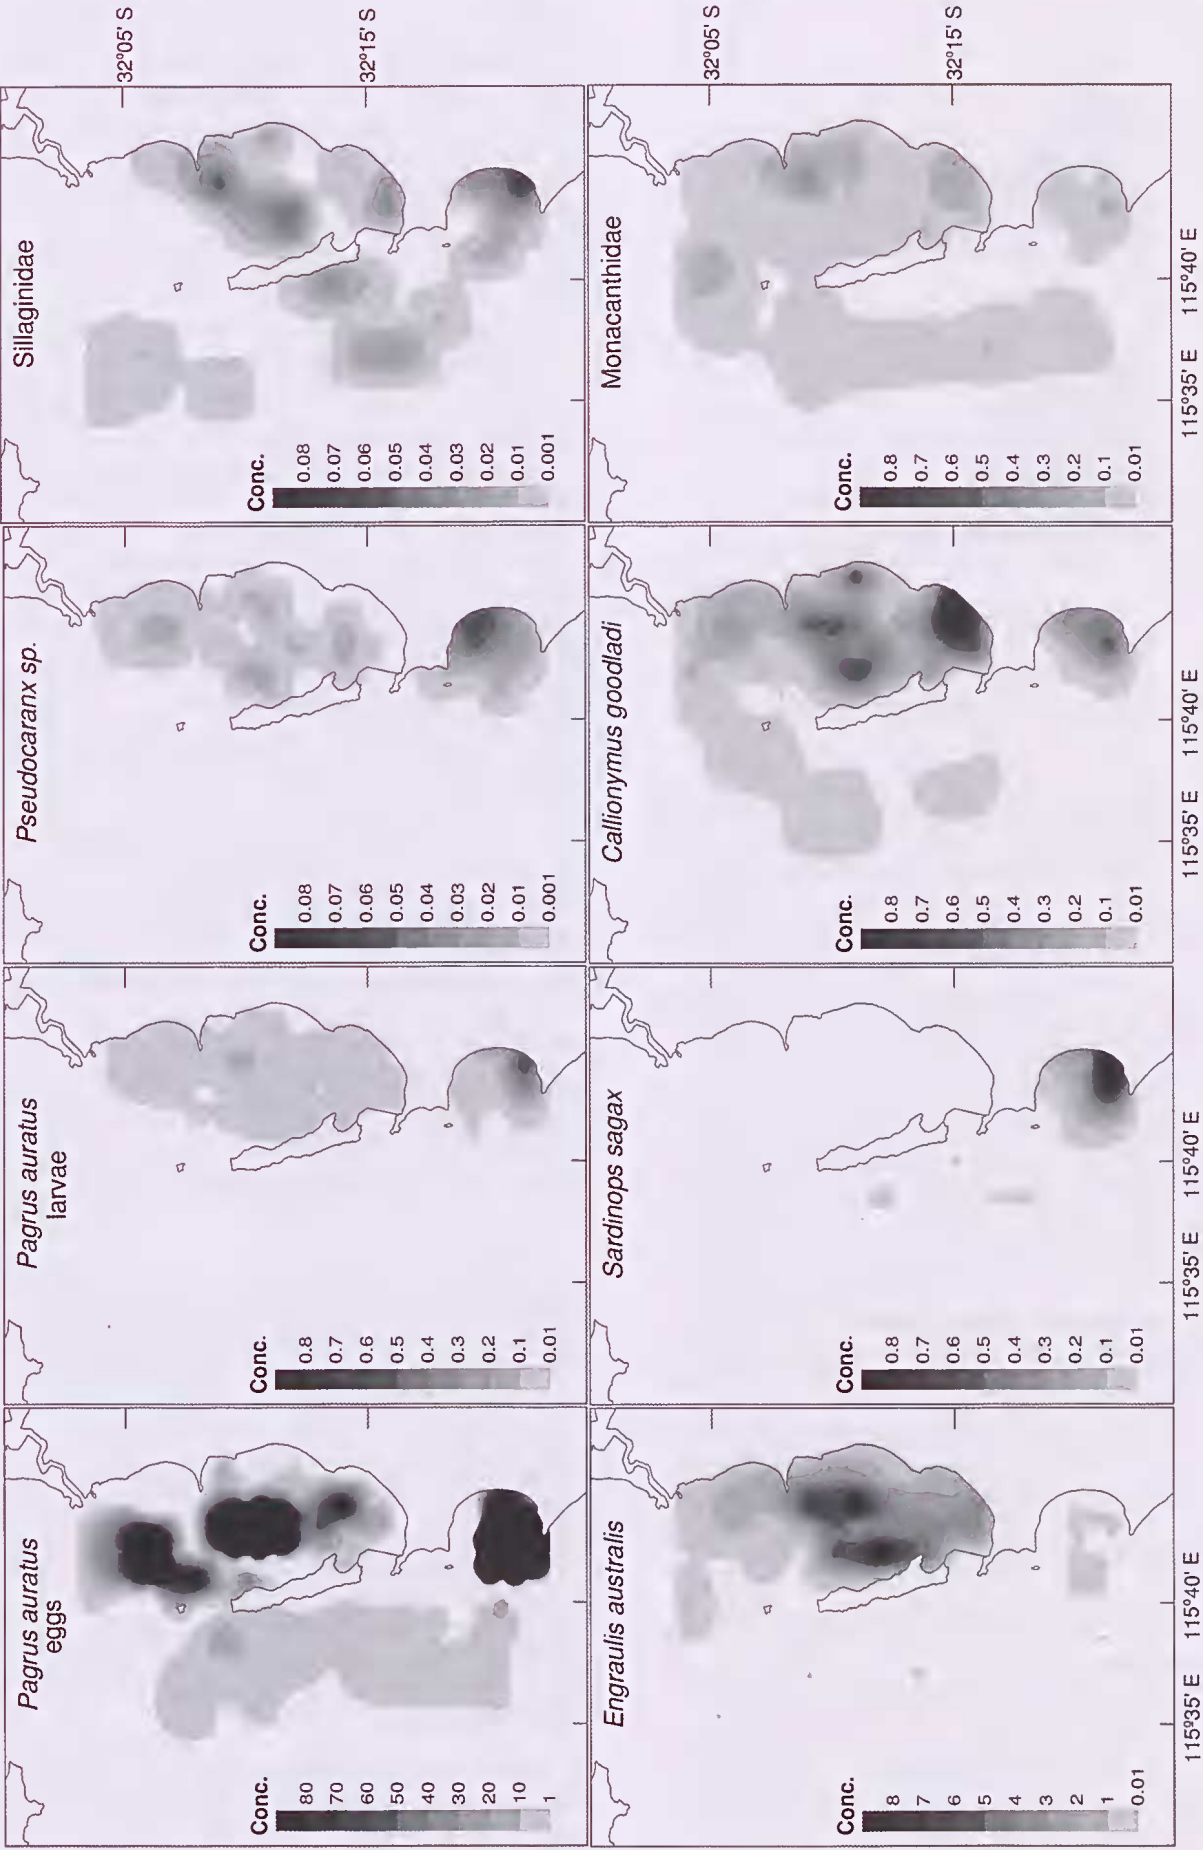 Pagrus auratus
eggs
Conc.
80
70
60
50
40
30
20
10
1
Pagrus auratus
larvae
Conc.
0.8
0.7
0.6
0.5
0.4
0.3
0.2
0.1
0.01
Pseudocaranx sp.
Conc.
0.08
0.07
0.06
0.05
0.04
0.03
0.02
0.01
0.001
Sillaginidae
Conc.
0.08
0.07
0.06
0.05
0.04
0.03
0.02
0.01
0.001
32°05' S
32°15' S
Engraulis australis
Conc.
8
7
6
5
4
3
2
1
0.01
Sardinops sagax
Conc.
0.8
0.7
0.6
0.5
0.4
0.3
0.2
0.1
0.01
Callionymus goodladi
Conc.
0.8
0.7
0.6
0.5
0.4
0.3
0.2
0.1
0.01
Monacanthidae
Conc.
0.8
0.7
0.6
0.5
0.4
0.3
0.2
0.1
0.01
32°05' S
32°15' S
115°35' E
115°40' E
115°35' E
115°40' E
115°35' E
115°40' E
115°35' E
115°40' E